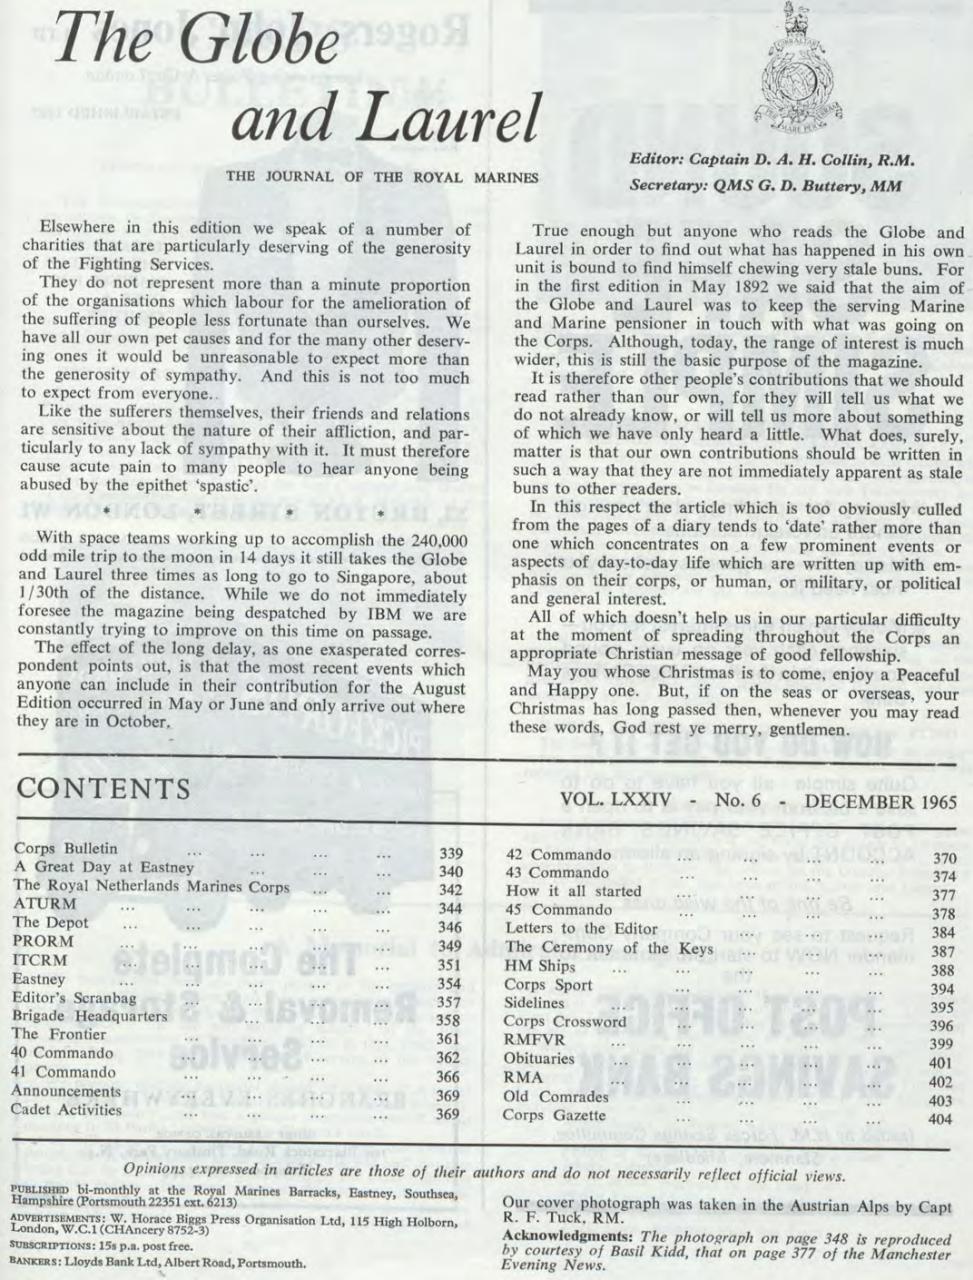 The Globe
and Laurel
THE JOURNAL OF THE ROYAL MARINES
GIBRALTAR
PER MARE PER TERRAM
Editor: Captain D. A. H. Collin, R.M.
Secretary: QMS G. D. Buttery, MM
Elsewhere in this edition we speak of a number of
charities that are particularly deserving of the generosity
of the Fighting Services.
They do not represent more than a minute proportion
of the organisations which labour for the amelioration of
the suffering of people less fortunate than ourselves. We
have all our own pet causes and for the many other deserv-
ing ones it would be unreasonable to expect more than
the generosity of sympathy. And this is not too much
to expect from everyone.
Like the sufferers themselves, their friends and relations
are sensitive about the nature of their affliction, and par-
ticularly to any lack of sympathy with it. It must therefore
cause acute pain to many people to hear anyone being
abused by the epithet 'spastic'.
* * * *
With space teams working up to accomplish the 240,000
odd mile trip to the moon in 14 days it still takes the Globe
and Laurel three times as long to go to Singapore, about
1/30th of the distance. While we do not immediately
foresee the magazine being despatched by IBM we are
constantly trying to improve on this time on passage.
The effect of the long delay, as one exasperated corres-
pondent points out, is that the most recent events which
anyone can include in their contribution for the August
Edition occurred in May or June and only arrive out where
they are in October.
True enough but anyone who reads the Globe and
Laurel in order to find out what has happened in his own
unit is bound to find himself chewing very stale buns. For
in the first edition in May 1892 we said that the aim of
the Globe and Laurel was to keep the serving Marine
and Marine pensioner in touch with what was going on
the Corps. Although, today, the range of interest is much
wider, this is still the basic purpose of the magazine.
It is therefore other people's contributions that we should
read rather than our own, for they will tell us what we
do not already know, or will tell us more about something
of which we have only heard a little. What does, surely,
matter is that our own contributions should be written in
such a way that they are not immediately apparent as stale
buns to other readers.
In this respect the article which is too obviously culled
from the pages of a diary tends to 'date' rather more than
one which concentrates on a few prominent events or
aspects of day-to-day life which are written up with em-
phasis on their corps, or human, or military, or political
and general interest.
All of which doesn't help us in our particular difficulty
at the moment of spreading throughout the Corps an
appropriate Christian message of good fellowship.
May you whose Christmas is to come, enjoy a Peaceful
and Happy one. But, if on the seas or overseas, your
Christmas has long passed then, whenever you may read
these words, God rest ye merry, gentlemen.
CONTENTS
VOL. LXXIV - No. 6 - DECEMBER 1965
Corps Bulletin ... ... ... ... 339
A Great Day at Eastney ... ... ... 340
The Royal Netherlands Marines Corps ... ... 342
ATURM ... ... ... ... ... 344
The Depot ... ... ... ... ... 346
PRORM ... ... ... ... ... 349
ITCRM ... ... ... ... ... 351
Eastney ... ... ... ... ... 354
Editor's Scranbag ... ... ... ... 357
Brigade Headquarters ... ... ... 358
The Frontier ... ... ... ... 361
40 Commando ... ... ... ... 362
41 Commando ... ... ... ... 366
Announcements ... ... ... ... 369
Cadet Activities ... ... ... ... 369
42 Commando ... ... ... ... 370
43 Commando ... ... ... ... 374
How it all started ... ... ... ... 377
45 Commando ... ... ... ... 378
Letters to the Editor ... ... ... 384
The Ceremony of the Keys ... ... ... 387
HM Ships ... ... ... ... ... 388
Corps Sport ... ... ... ... 394
Sidelines ... ... ... ... 395
Corps Crossword ... ... ... ... 396
RMFVR ... ... ... ... ... 399
Obituaries ... ... ... ... 401
RMA ... ... ... ... ... 402
Old Comrades ... ... ... ... 403
Corps Gazette ... ... ... ... 404
Opinions expressed in articles are those of their authors and do not necessarily reflect official views.
PUBLISHED bi-monthly at the Royal Marines Barracks, Eastney, Southsea,
Hampshire (Portsmouth 22351 ext. 6213)
ADVERTISEMENTS: W. Horace Biggs Press Organisation Ltd, 115 High Holborn,
London, W.C.1 (CHAncery 8752-3)
SUBSCRIPTIONS: 15s p.a. post free.
BANKERS: Lloyds Bank Ltd, Albert Road, Portsmouth.
Our cover photograph was taken in the Austrian Alps by Capt
R. F. Tuck, RM.
Acknowledgments: The photograph on page 348 is reproduced
by courtesy of Basil Kidd, that on page 377 of the Manchester
Evening News.